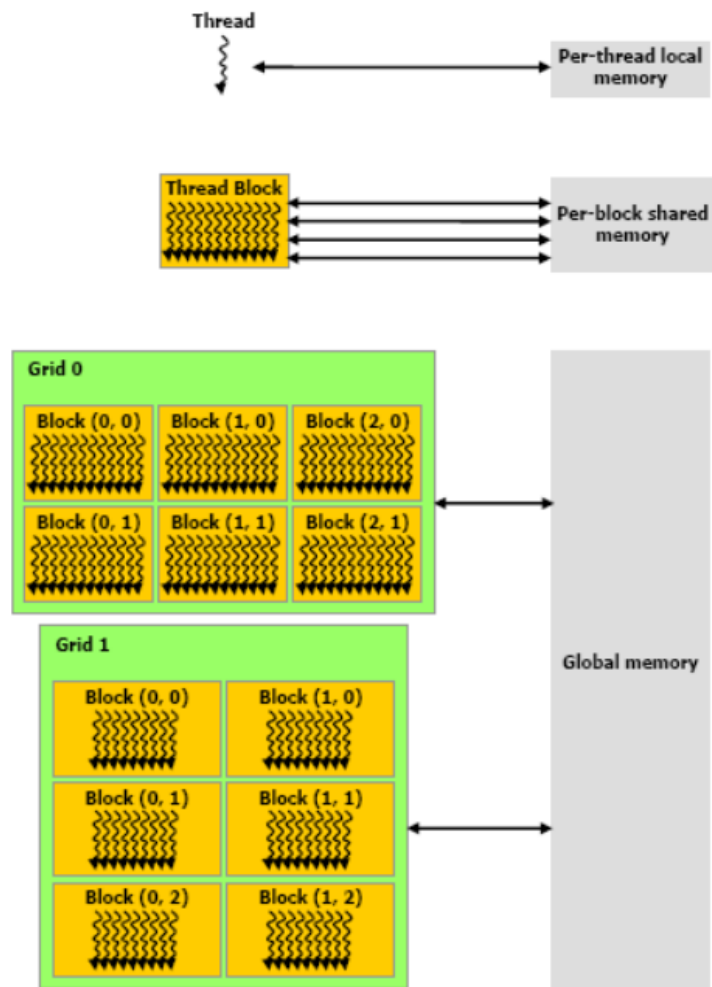 Thread
Per-thread local
memory
Thread Block
Per-block shared
memory
Grid 0
Block (0, 0) Block (1, 0) Block (2, 0)
Block (0, 1) Block (1, 1) Block (2, 1)
Global memory
Grid 1
Block (0, 0) Block (1, 0)
Block (0, 1) Block (1, 1)
Block (0, 2) Block (1, 2)